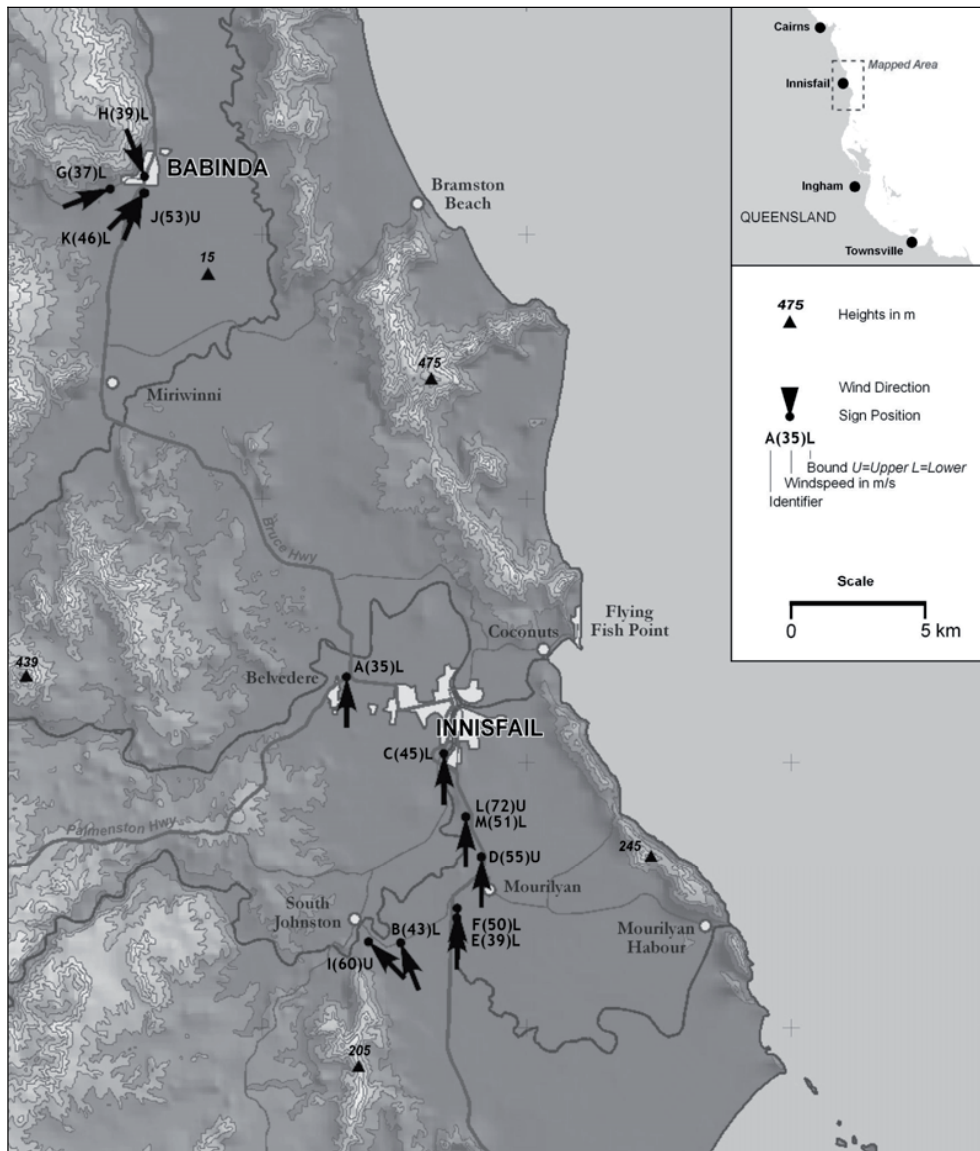 H(39)L
BABINDA
G(37)L
J(53)U
K(46)L
15
Bramston
Beach
475
Miriwinni
Bruce Hwy
Flying
Fish Point
Coconuts
439
Belvedere
A(35)L
INNISFAIL
C(45)L
L(72)U
M(51)L
Palmenston Hwy
D(55)U
245
Mourilyan
South
Johnston
B(43)L
F(50)L
E(39)L
I(60)U
Mourilyan
Habour
205
Cairns
Mapped Area
Innisfail
Ingham
QUEENSLAND
Townsville
475
Heights in m
Wind Direction
Sign Position
A(35)L
Bound U=Upper L=Lower
Windspeed in m/s
Identifier
Scale
0 5 km